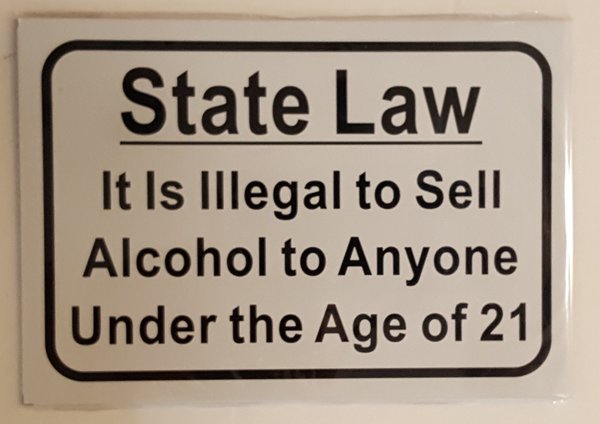 State Law
It Is Illegal to Sell
Alcohol to Anyone
Under the Age of 21